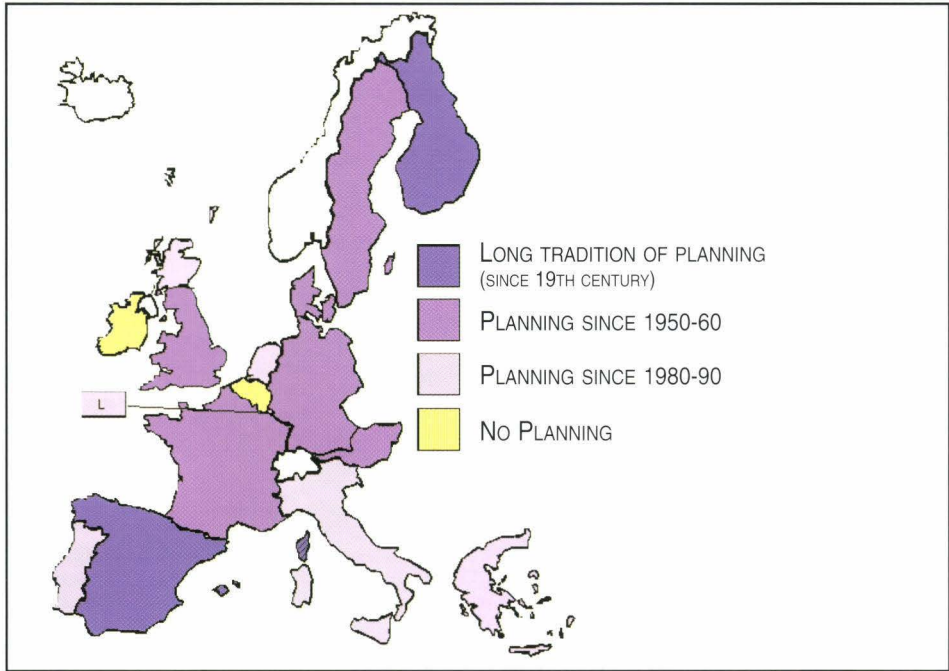 LONG TRADITION OF PLANNING
(SINCE 19TH CENTURY)
PLANNING SINCE 1950-60
PLANNING SINCE 1980-90
L
NO PLANNING